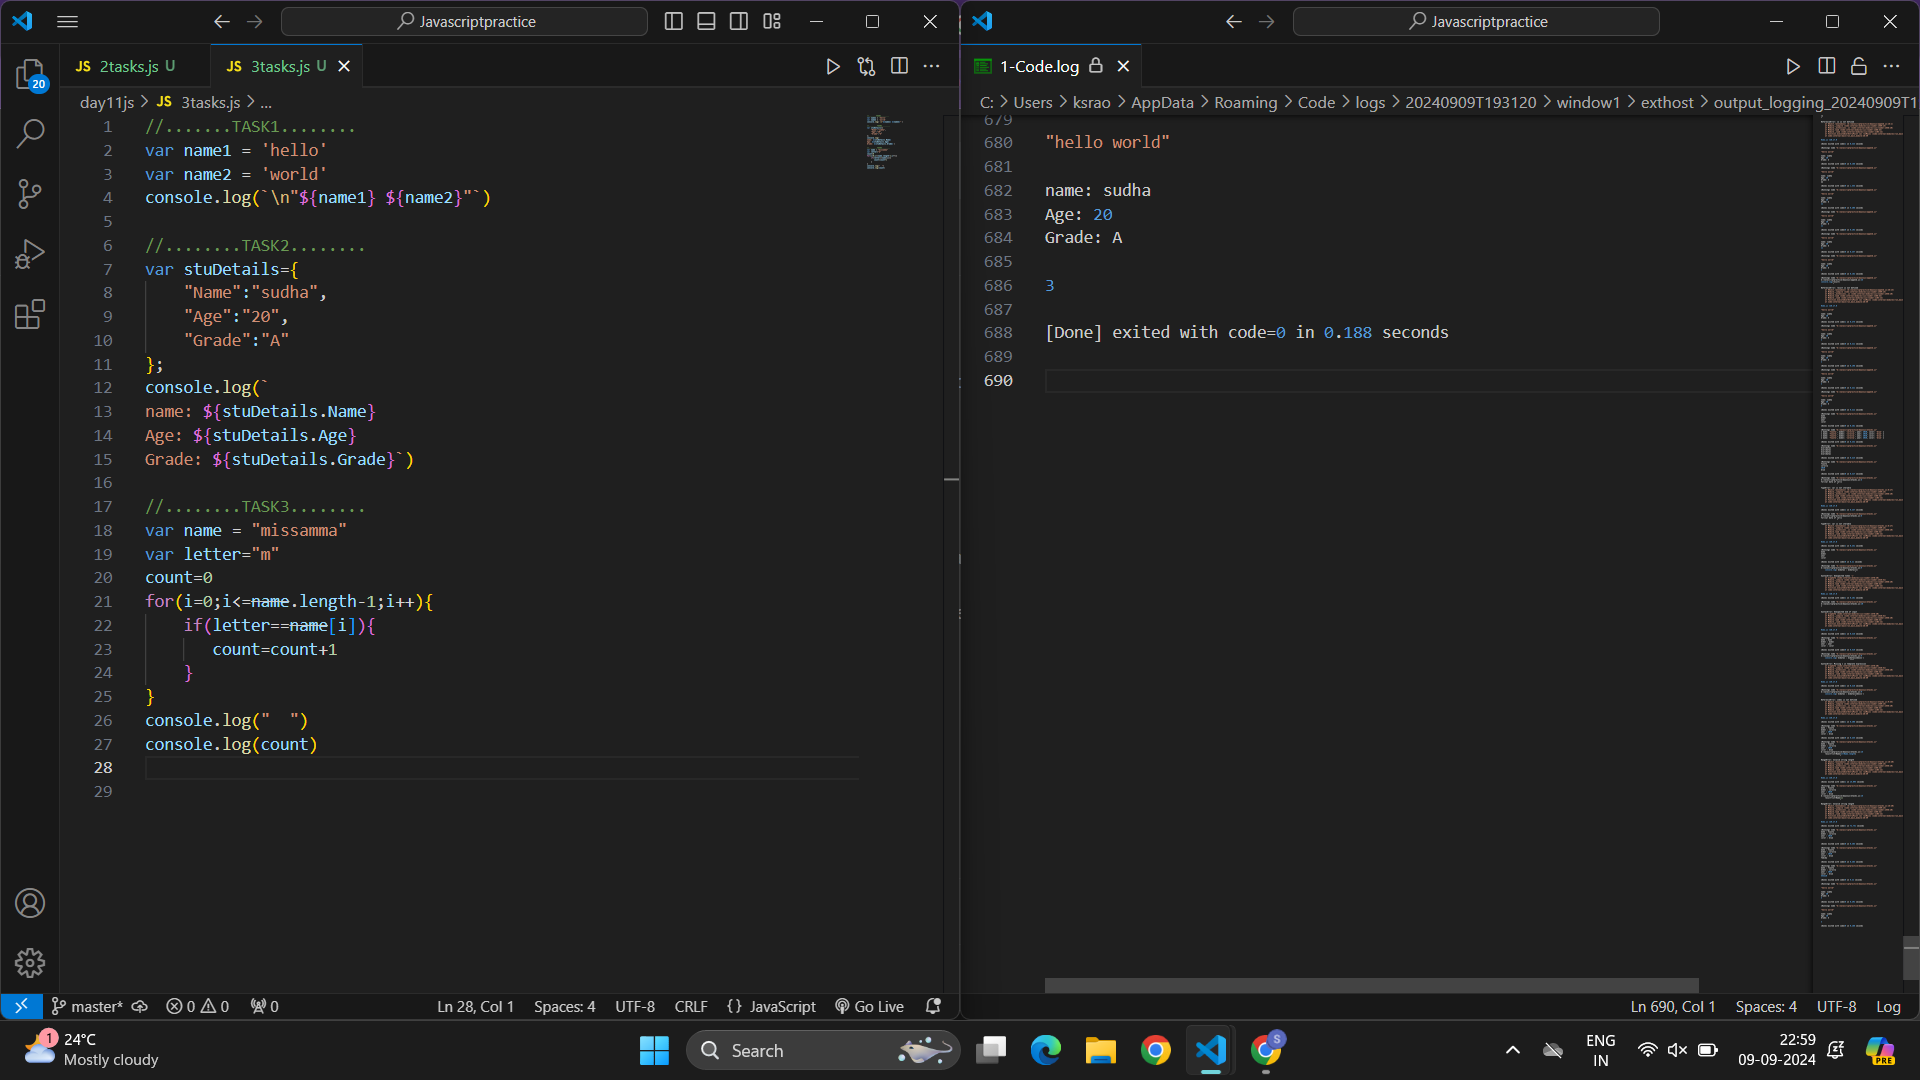 Javascriptpractice
JS 2tasks.js U
JS 3tasks.js U
day11js > JS 3tasks.js > ...
20
1 //.......TASK1........
2 var name1 = 'hello'
3 var name2 = 'world'
4 console.log(`\n"${name1} ${name2}"`)
5
6 //........TASK2........
7 var stuDetails={
8 "Name":"sudha",
9 "Age":"20",
10 "Grade":"A"
11 };
12 console.log(`
13 name: ${stuDetails.Name}
14 Age: ${stuDetails.Age}
15 Grade: ${stuDetails.Grade}`)
16
17 //........TASK3........
18 var name = "missamma"
19 var letter="m"
20 count=0
21 for(i=0;i<=name.length-1;i++){
22 if(letter==name[i]){
23 count=count+1
24 }
25 }
26 console.log("  ")
27 console.log(count)
28
29
master* 0 0 0 Ln 28, Col 1 Spaces: 4 UTF-8 CRLF {} JavaScript Go Live
Javascriptpractice
1-Code.log
C: > Users > ksrao > AppData > Roaming > Code > logs > 20240909T193120 > window1 > exthost > output_logging_20240909T1
679
680 "hello world"
681
682 name: sudha
683 Age: 20
684 Grade: A
685
686 3
687
688 [Done] exited with code=0 in 0.188 seconds
689
690
Ln 690, Col 1 Spaces: 4 UTF-8 Log
1
24°C
Mostly cloudy
Search
S
ENG
IN
22:59
09-09-2024
PRE